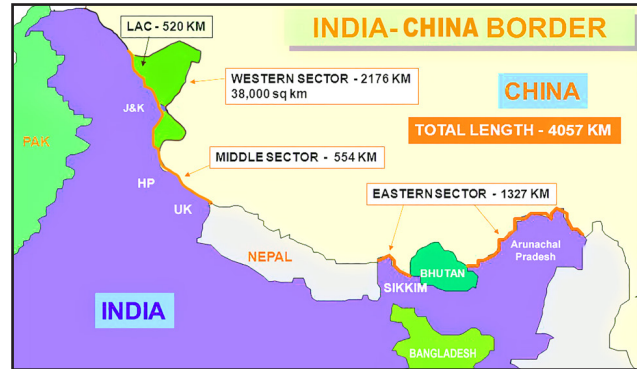 LAC - 520 KM
INDIA- CHINA BORDER
WESTERN SECTOR - 2176 KM
38,000 sq km
CHINA
J&K
TOTAL LENGTH - 4057 KM
PAK
MIDDLE SECTOR - 554 KM
HP
EASTERN SECTOR - 1327 KM
UK
NEPAL
Arunachal
Pradesh
BHUTAN
SIKKIM
INDIA
BANGLADESH